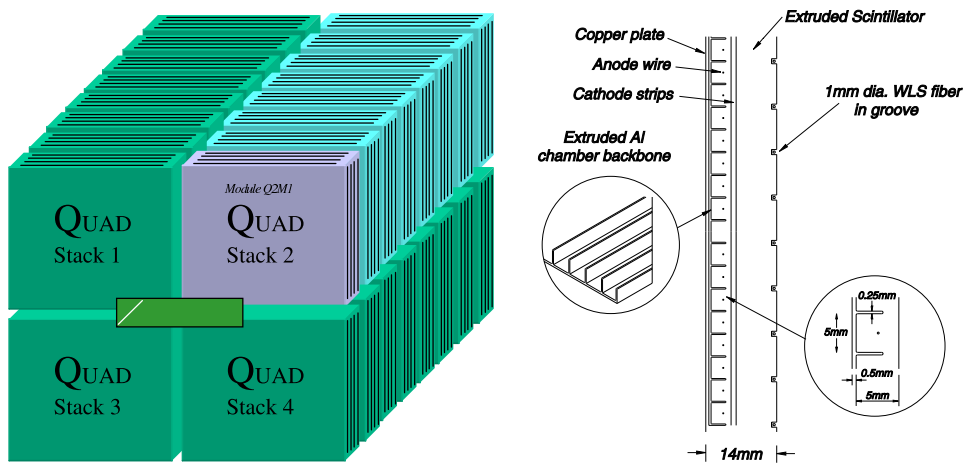 QUAD
Stack 1
Module Q2M1
QUAD
Stack 2
QUAD
Stack 3
QUAD
Stack 4
Extruded Scintillator
Copper plate
Anode wire
Cathode strips
1mm dia. WLS fiber
in groove
Extruded Al
chamber backbone
0.25mm
5mm
0.5mm
5mm
14mm